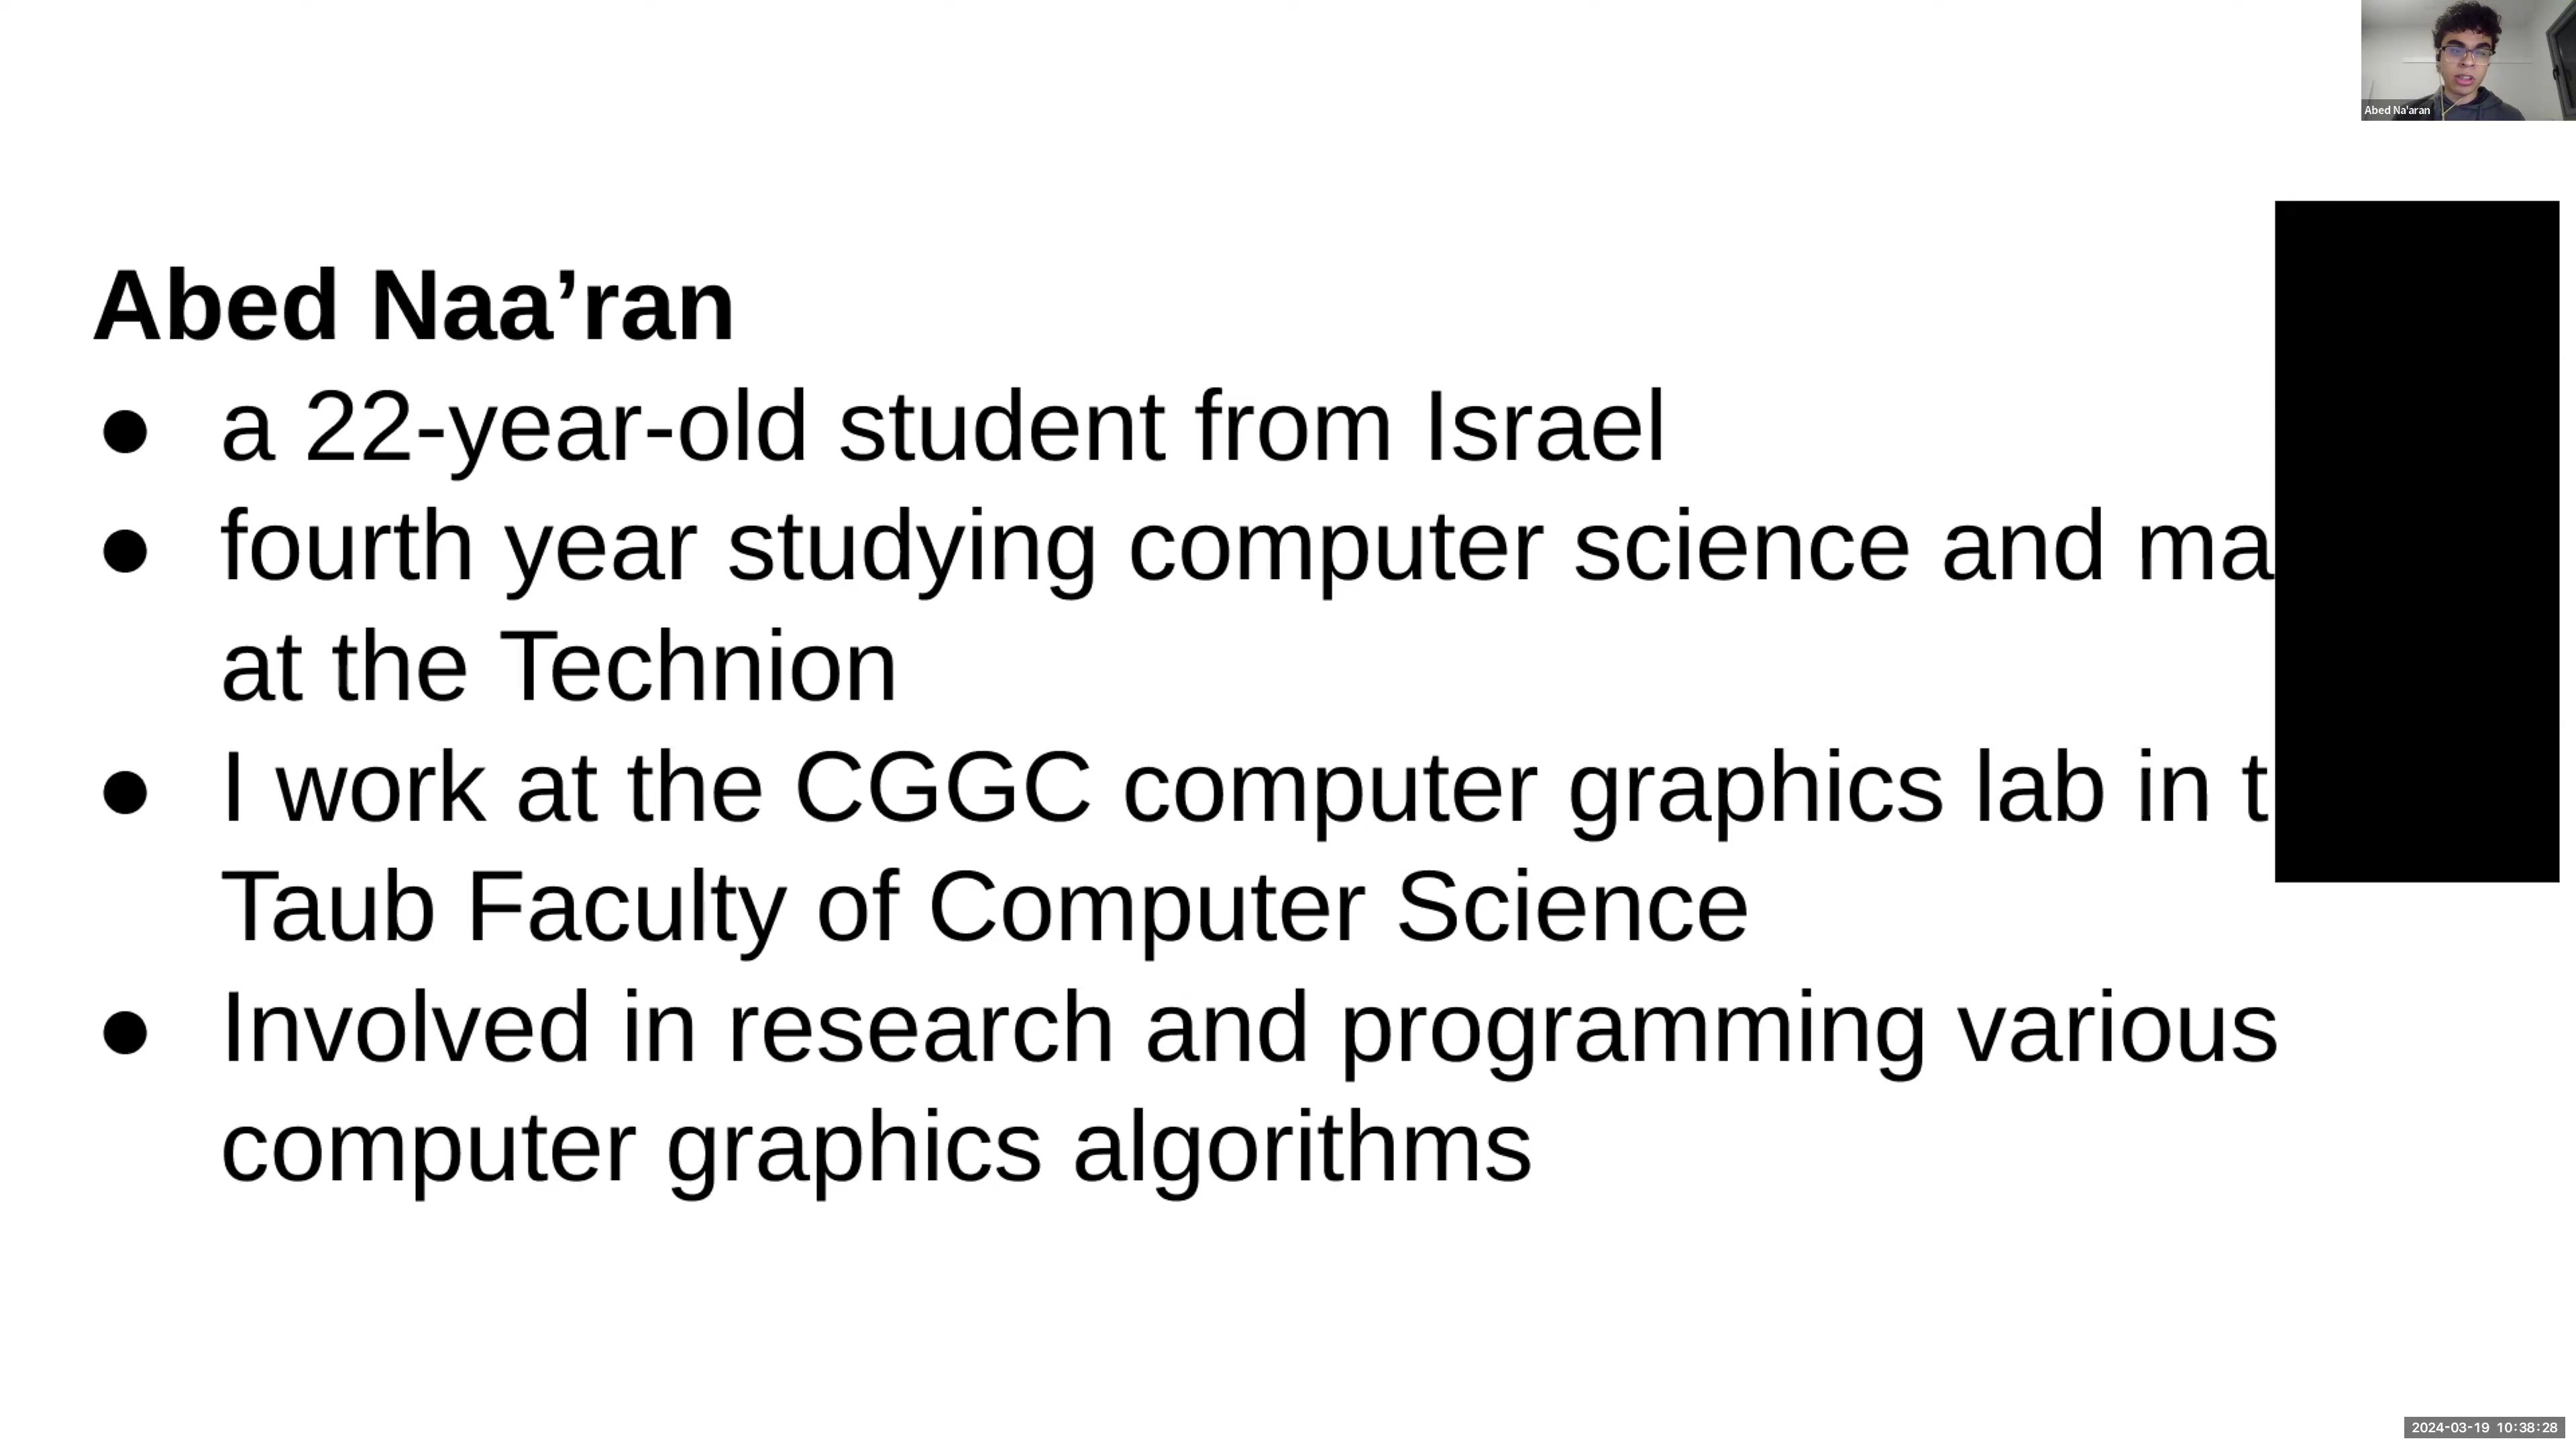 Abed Na'aran
Abed Naa’ran
● a 22-year-old student from Israel
● fourth year studying computer science and
at the Technion
● I work at the CGGC computer graphics lab in
Taub Faculty of Computer Science
● Involved in research and programming various
computer graphics algorithms
2024-03-19 10:38:28